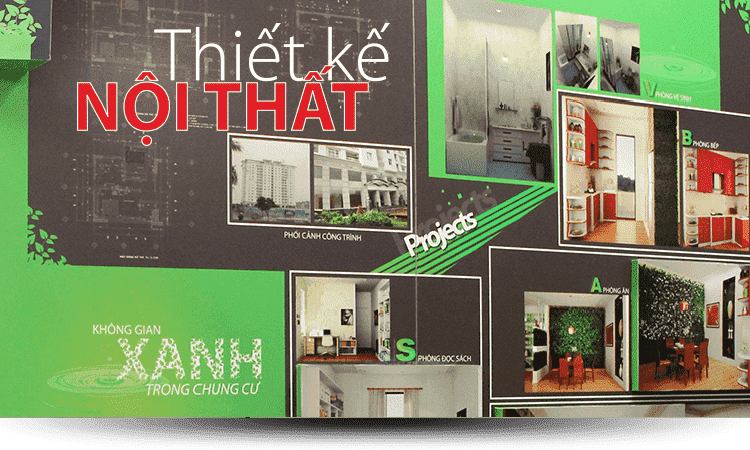 Thiết kế
NỘI THẤT
PHỐI CẢNH CÔNG TRÌNH
Projects
V PHÒNG VỆ SINH
B PHÒNG BẾP
A PHÒNG ĂN
S PHÒNG ĐỌC SÁCH
KHÔNG GIAN
XANH
TRONG CHUNG CƯ